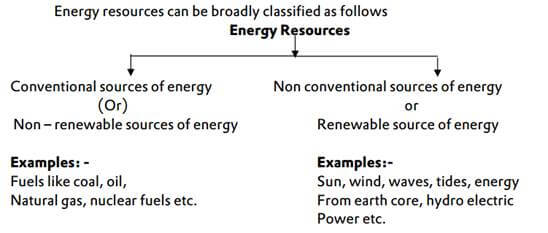 Energy resources can be broadly classified as follows
Energy Resources
Conventional sources of energy
(Or)
Non – renewable sources of energy
Examples: -
Fuels like coal, oil,
Natural gas, nuclear fuels etc.
Non conventional sources of energy
or
Renewable source of energy
Examples:-
Sun, wind, waves, tides, energy
From earth core, hydro electric
Power etc.